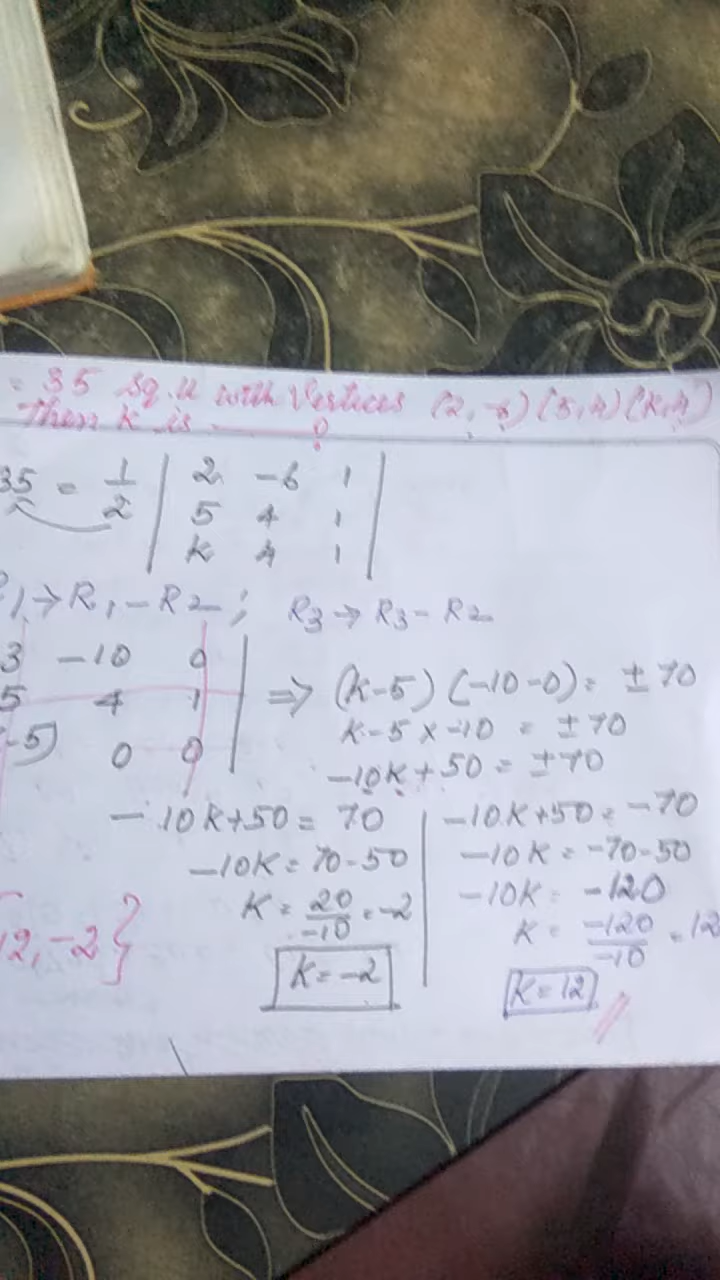 = 35 sq.u with Vertices (2,-6) (5,4) (K,4)
then K is ______?
35 = 1/2 | 2 -6 1 |
| 5 4 1 |
| K 4 1 |
R1 → R1 - R2 ; R3 → R3 - R2
3 -10 0 |
5 4 1 | ⇒ (K-5) (-10-0) = ± 70
-5) 0 0 | K-5 x -10 = ± 70
-10K + 50 = ±70
- 10K+50 = 70 | -10K+50 = -70
-10K = 70-50 | -10K = -70-50
K = 20/-10 = -2 | -10K = -120
12, -2} K = -120/-10 = 12
K = -2 | K = 12